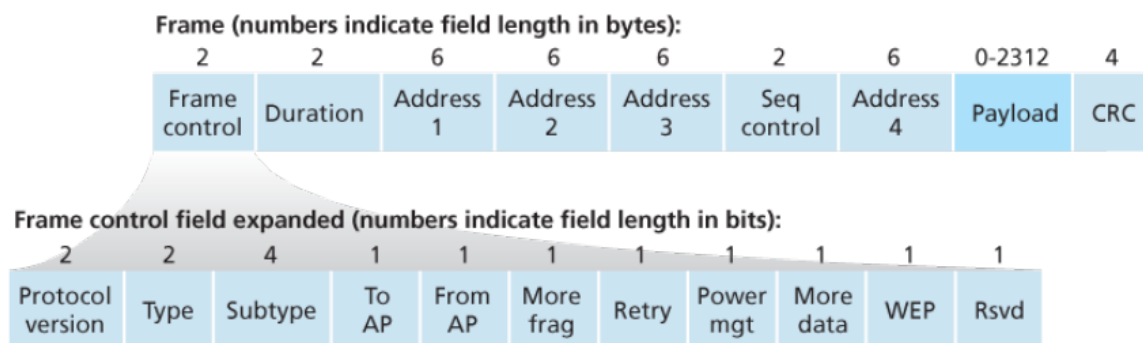 Frame (numbers indicate field length in bytes):
2 2 6 6 6 2 6 0-2312 4
Frame control Duration Address 1 Address 2 Address 3 Seq control Address 4 Payload CRC
Frame control field expanded (numbers indicate field length in bits):
2 2 4 1 1 1 1 1 1 1 1
Protocol version Type Subtype To AP From AP More frag Retry Power mgt More data WEP Rsvd